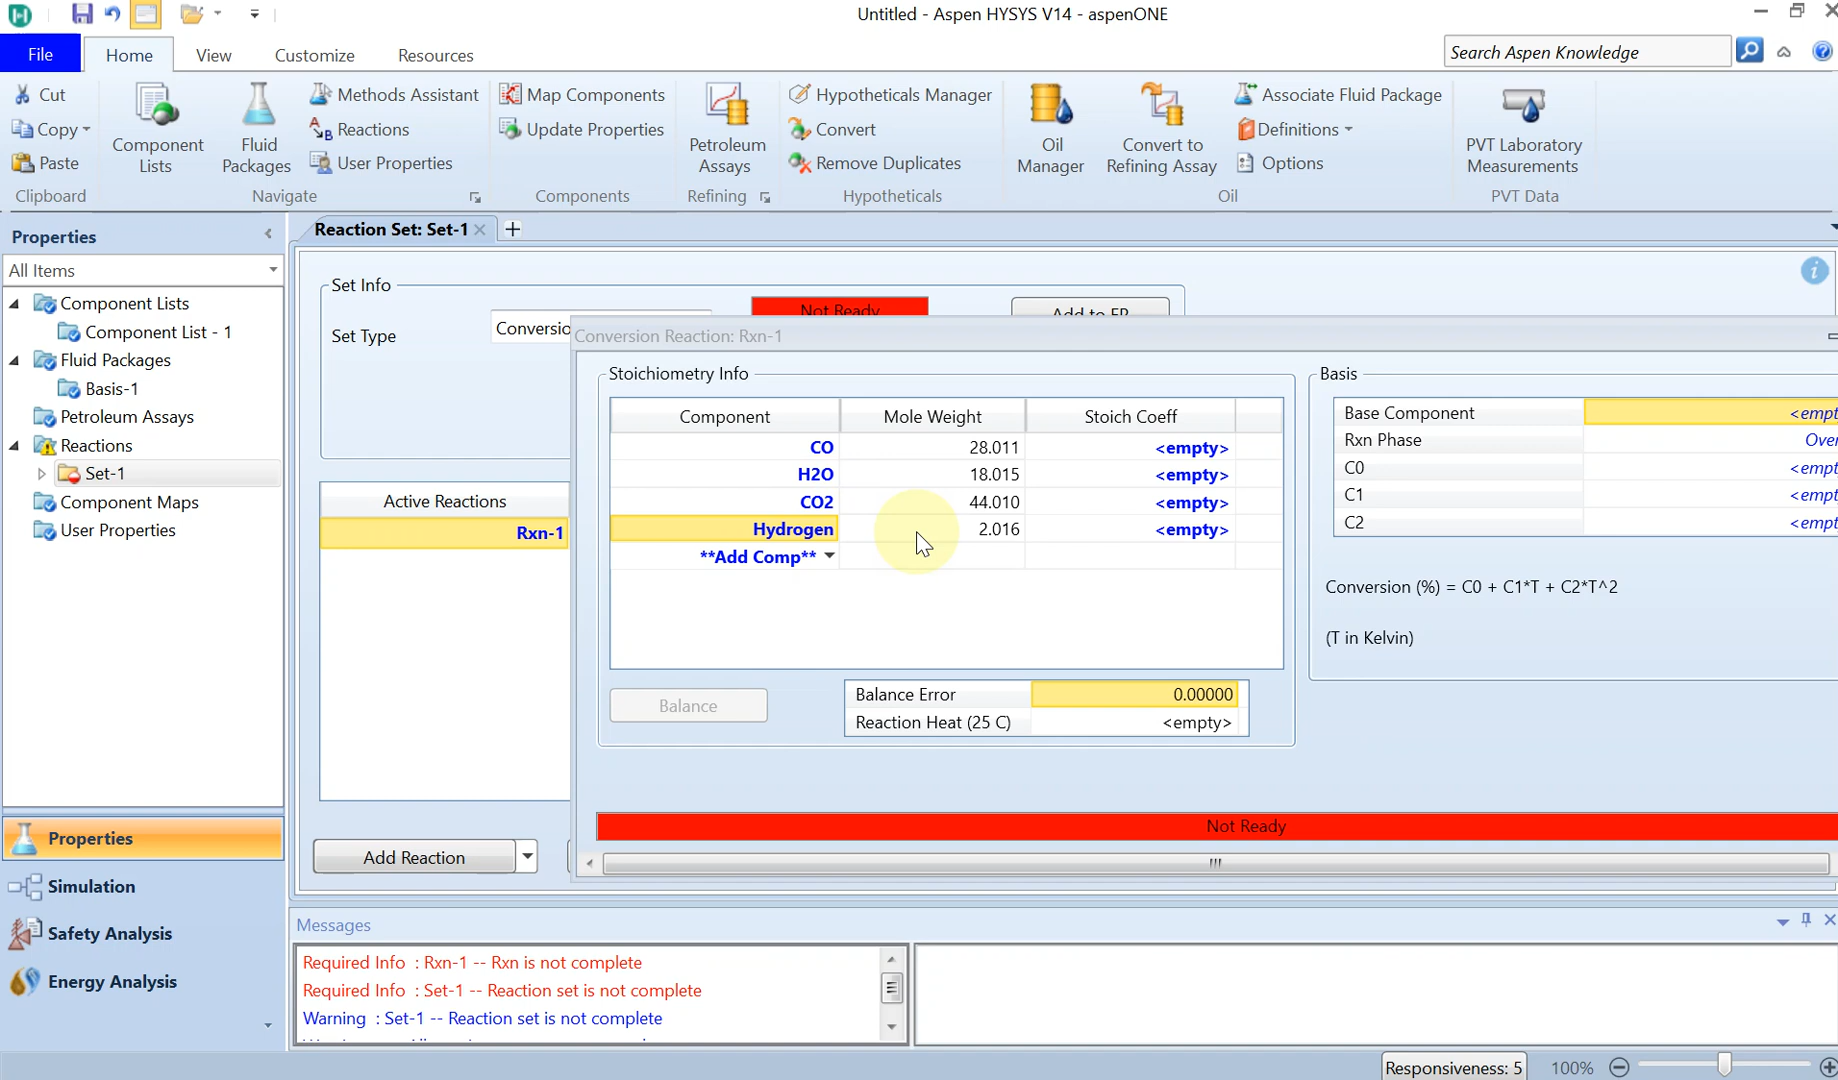 Untitled - Aspen HYSYS V14 - aspenONE
File Home View Customize Resources
Search Aspen Knowledge
Cut
Copy
Paste
Clipboard
Component Lists
Fluid Packages
Methods Assistant
Reactions
User Properties
Navigate
Map Components
Update Properties
Components
Petroleum Assays
Refining
Hypotheticals Manager
Convert
Remove Duplicates
Hypotheticals
Oil Manager
Convert to Refining Assay
Associate Fluid Package
Definitions
Options
Oil
PVT Laboratory Measurements
PVT Data
Properties
All Items
Component Lists
Component List - 1
Fluid Packages
Basis-1
Petroleum Assays
Reactions
Set-1
Component Maps
User Properties
Properties
Simulation
Safety Analysis
Energy Analysis
Reaction Set: Set-1
Set Info
Set Type
Conversio
Not Ready
Add to FP
Active Reactions
Rxn-1
Add Reaction
Conversion Reaction: Rxn-1
Stoichiometry Info
Component Mole Weight Stoich Coeff
CO 28.011 <empty>
H2O 18.015 <empty>
CO2 44.010 <empty>
Hydrogen 2.016 <empty>
**Add Comp**
Balance
Balance Error 0.00000
Reaction Heat (25 C) <empty>
Basis
Base Component <empt
Rxn Phase Over
C0 <empt
C1 <empt
C2 <empt
Conversion (%) = C0 + C1*T + C2*T^2
(T in Kelvin)
Not Ready
Messages
Required Info : Rxn-1 -- Rxn is not complete
Required Info : Set-1 -- Reaction set is not complete
Warning : Set-1 -- Reaction set is not complete
Responsiveness: 5 100%